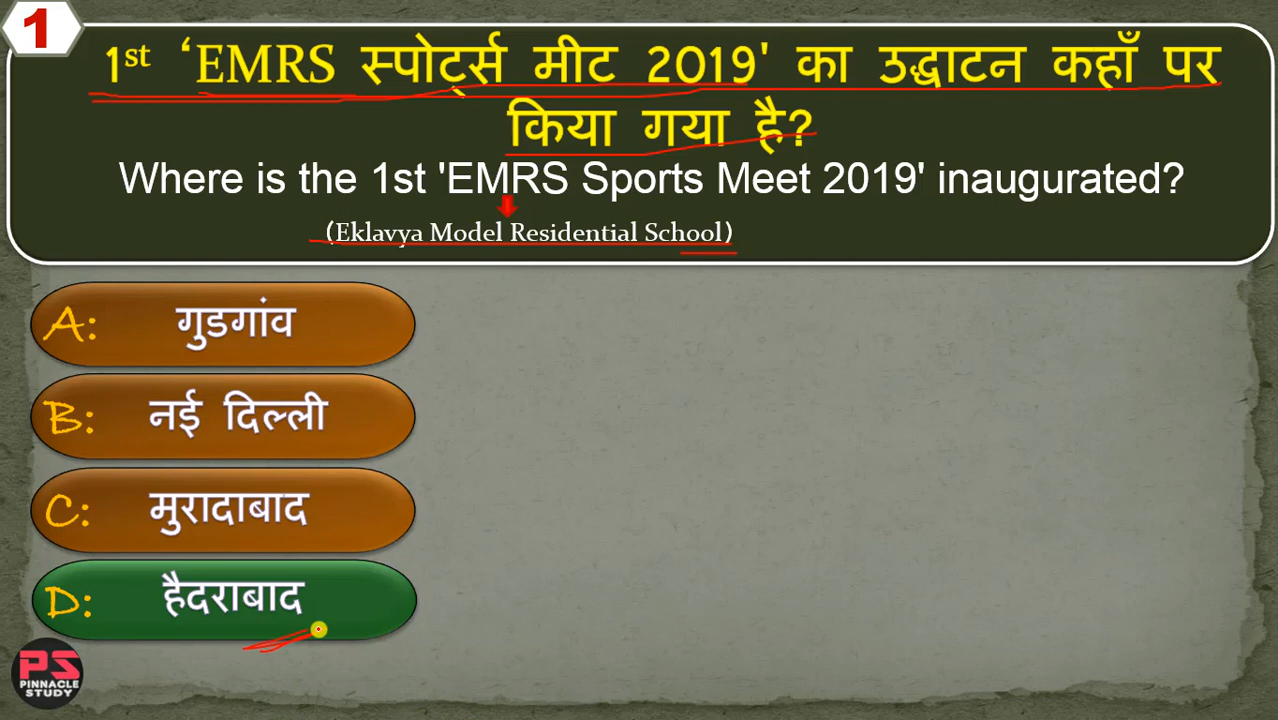 1
1st ‘EMRS स्पोर्ट्स मीट 2019' का उद्घाटन कहाँ पर
किया गया है?
Where is the 1st 'EMRS Sports Meet 2019' inaugurated?
(Eklavya Model Residential School)
A: गुडगांव
B: नई दिल्ली
C: मुरादाबाद
D: हैदराबाद
PS
PINNACLE
STUDY